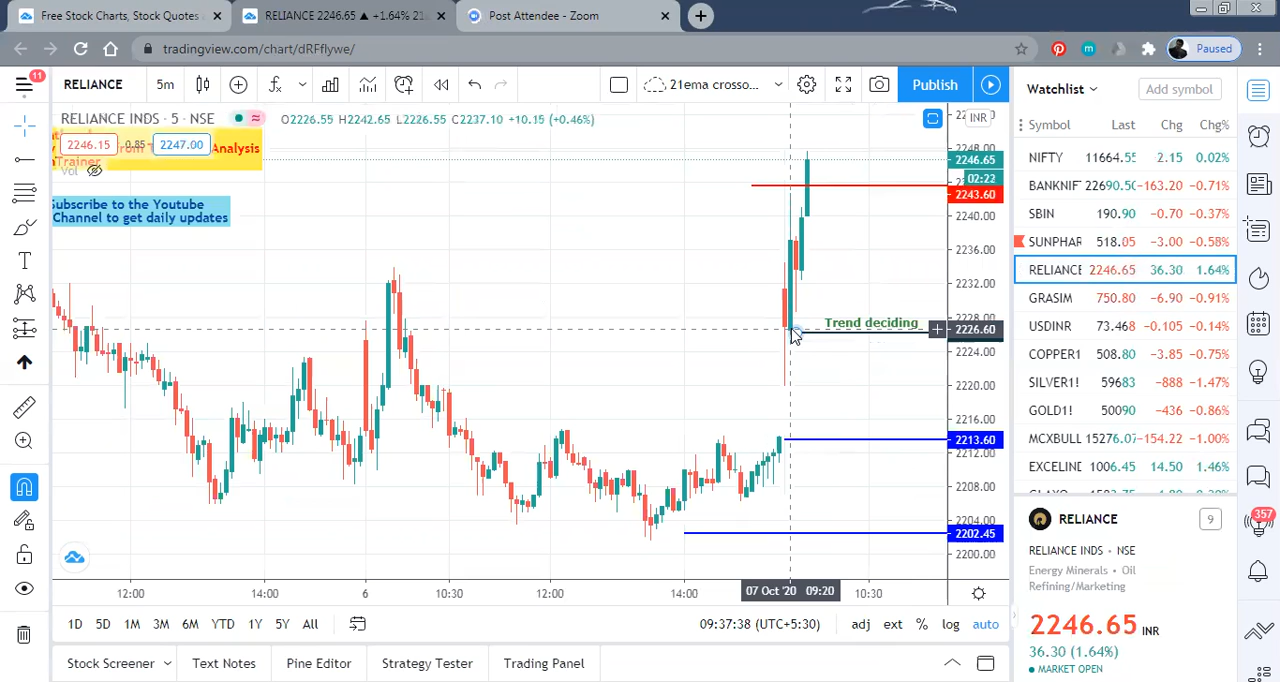 Free Stock Charts, Stock Quotes
RELIANCE 2246.65 ▲ +1.64% 21
Post Attendee - Zoom
tradingview.com/chart/dRFflywe/
Paused
11
RELIANCE
5m
21ema crosso...
Publish
Watchlist
Add symbol
RELIANCE INDS · 5 · NSE
O2226.55 H2242.65 L2226.55 C2237.10 +10.15 (+0.46%)
INR
2246.15
0.85
2247.00
Analysis
Trainer
Vol
Subscribe to the Youtube
Channel to get daily updates
2248.00
2246.65
02:22
2243.60
2240.00
2236.00
2232.00
2228.00
2226.60
2224.00
2220.00
2216.00
2213.60
2212.00
2208.00
2204.00
2202.45
2200.00
Trend deciding
12:00
14:00
6
10:30
12:00
14:00
07 Oct '20 09:20
10:30
1D
5D
1M
3M
6M
YTD
1Y
5Y
All
09:37:38 (UTC+5:30)
adj
ext
%
log
auto
Stock Screener
Text Notes
Pine Editor
Strategy Tester
Trading Panel
Symbol Last Chg Chg%
NIFTY 11664.55 2.15 0.02%
BANKNIF 22690.50 -163.20 -0.71%
SBIN 190.90 -0.70 -0.37%
SUNPHAR 518.05 -3.00 -0.58%
RELIANCE 2246.65 36.30 1.64%
GRASIM 750.80 -6.90 -0.91%
USDINR 73.468 -0.105 -0.14%
COPPER1 508.80 -3.85 -0.75%
SILVER1! 59683 -888 -1.47%
GOLD1! 50090 -436 -0.86%
MCXBULL 15276.07 -154.22 -1.00%
EXCELIND 1006.45 14.50 1.46%
RELIANCE
9
RELIANCE INDS • NSE
Energy Minerals • Oil
Refining/Marketing
2246.65 INR
36.30 (1.64%)
MARKET OPEN
357